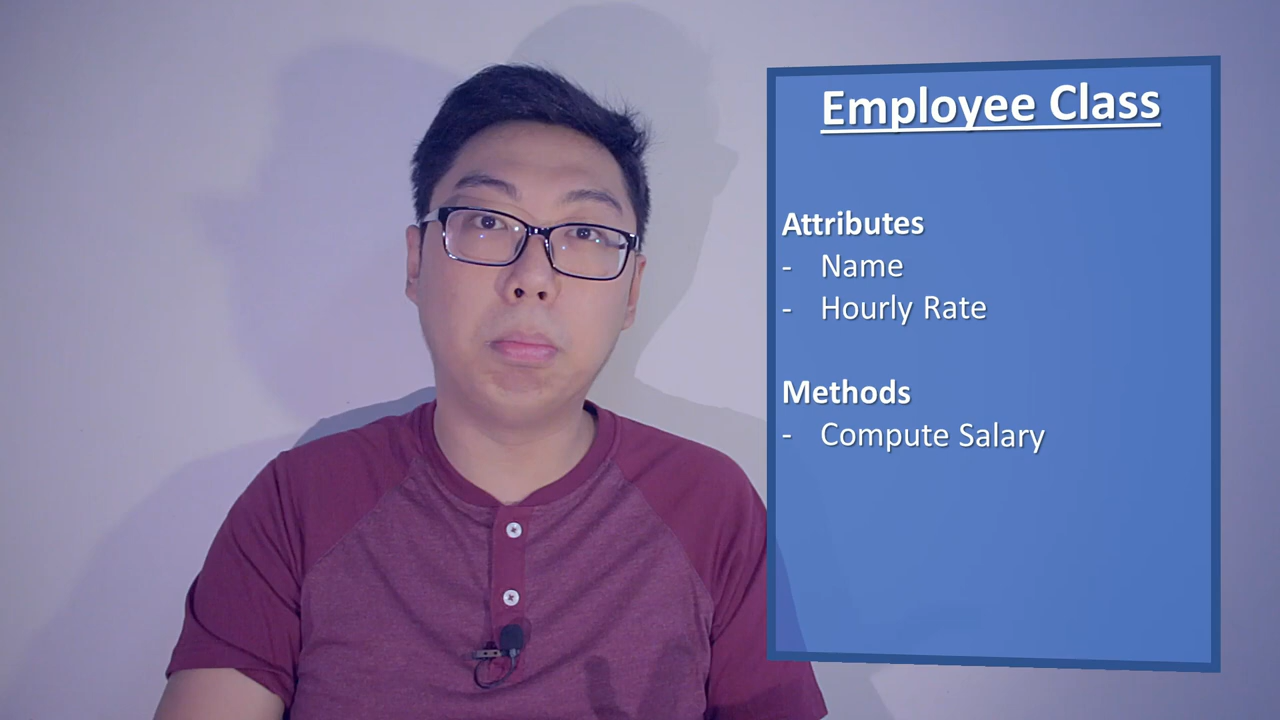 Employee Class
Attributes
- Name
- Hourly Rate
Methods
- Compute Salary